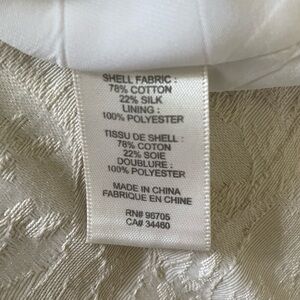 SHELL FABRIC :
78% COTTON
22% SILK
LINING :
100% POLYESTER
TISSU DE SHELL :
78% COTON
22% SOIE
DOUBLURE :
100% POLYESTER
MADE IN CHINA
FABRIQUE EN CHINE
RN# 96705
CA# 34460